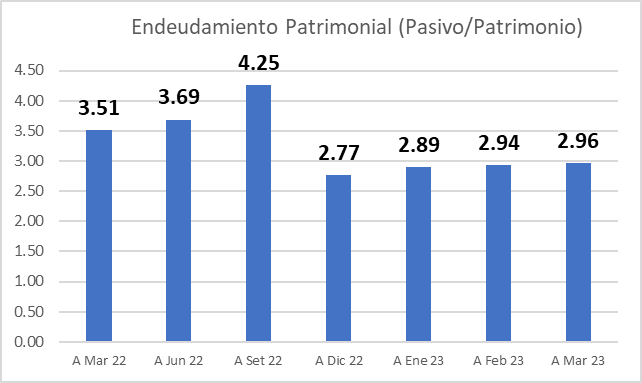 Endeudamiento Patrimonial (Pasivo/Patrimonio)
4.50
4.00
3.50
3.00
2.50
2.00
1.50
1.00
0.50
0.00
3.51
3.69
4.25
2.77
2.89
2.94
2.96
A Mar 22
A Jun 22
A Set 22
A Dic 22
A Ene 23
A Feb 23
A Mar 23